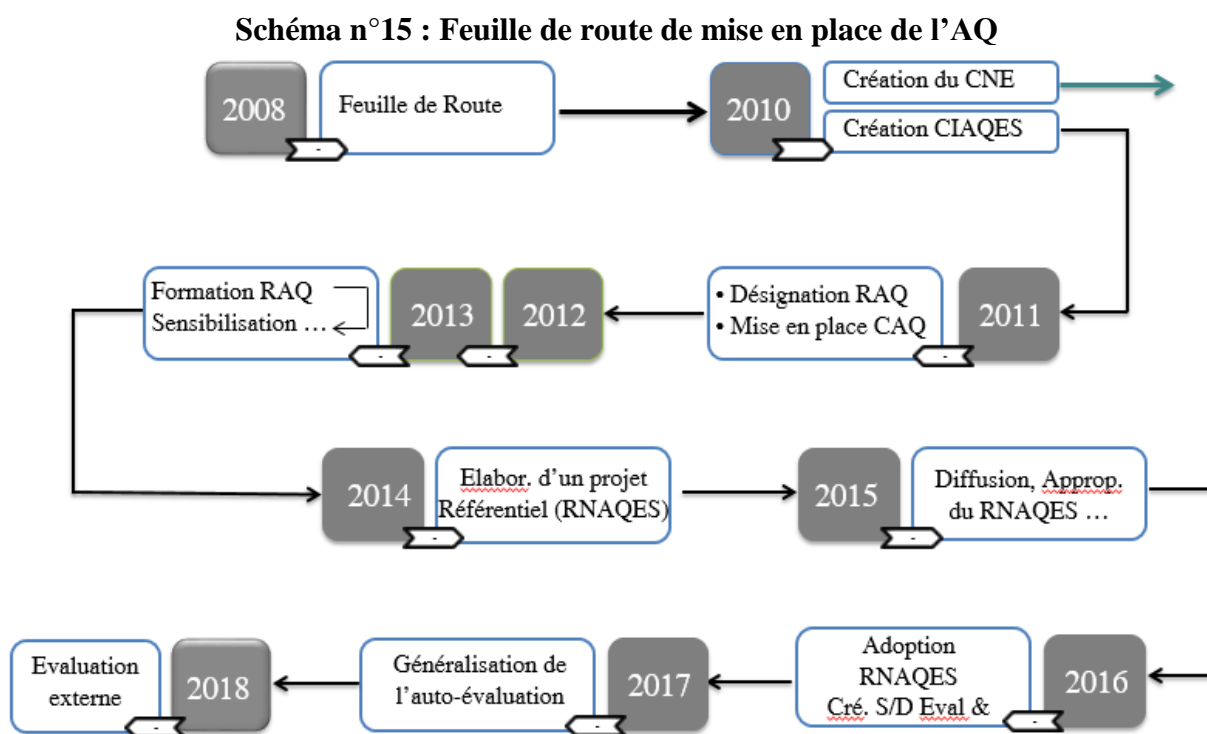 Schéma n°15 : Feuille de route de mise en place de l’AQ
2008
Feuille de Route
2010
Création du CNE
Création CIAQES
2011
• Désignation RAQ
• Mise en place CAQ
2012
2013
Formation RAQ
Sensibilisation …
2014
Elabor. d’un projet
Référentiel (RNAQES)
2015
Diffusion, Approp.
du RNAQES …
2016
Adoption
RNAQES
Cré. S/D Eval &
2017
Généralisation de
l’auto-évaluation
2018
Evaluation
externe